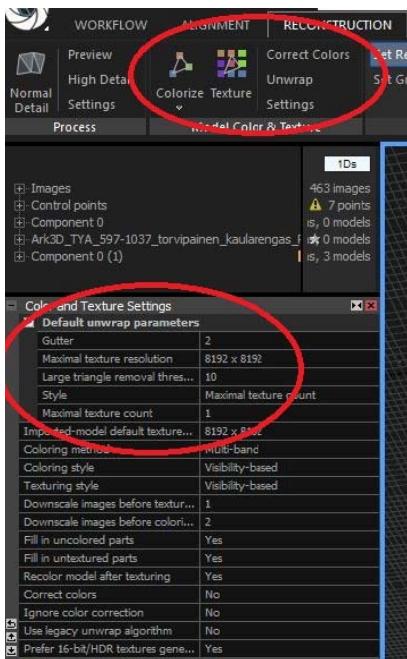 WORKFLOW ALIGNMENT RECONSTRUCTION
Preview
High Detail
Settings
Normal Detail
Colorize
Texture
Correct Colors
Unwrap
Settings
Set Re
Set G
Process
Model Color & Texture
1Ds
Images 463 images
Control points 7 points
Component 0 s, 0 models
Ark3D_TYA_597-1037_torvipainen_kaularengas_ 0 models
Component 0 (1) s, 3 models
Color and Texture Settings
Default unwrap parameters
Gutter 2
Maximal texture resolution 8192 x 8192
Large triangle removal thres... 10
Style Maximal texture count
Maximal texture count 1
Imported-model default texture... 8192 x 8192
Coloring method Multi-band
Coloring style Visibility-based
Texturing style Visibility-based
Downscale images before textur... 1
Downscale images before colori... 2
Fill in uncolored parts Yes
Fill in untextured parts Yes
Recolor model after texturing Yes
Correct colors No
Ignore color correction No
Use legacy unwrap algorithm No
Prefer 16-bit/HDR textures gene... Yes